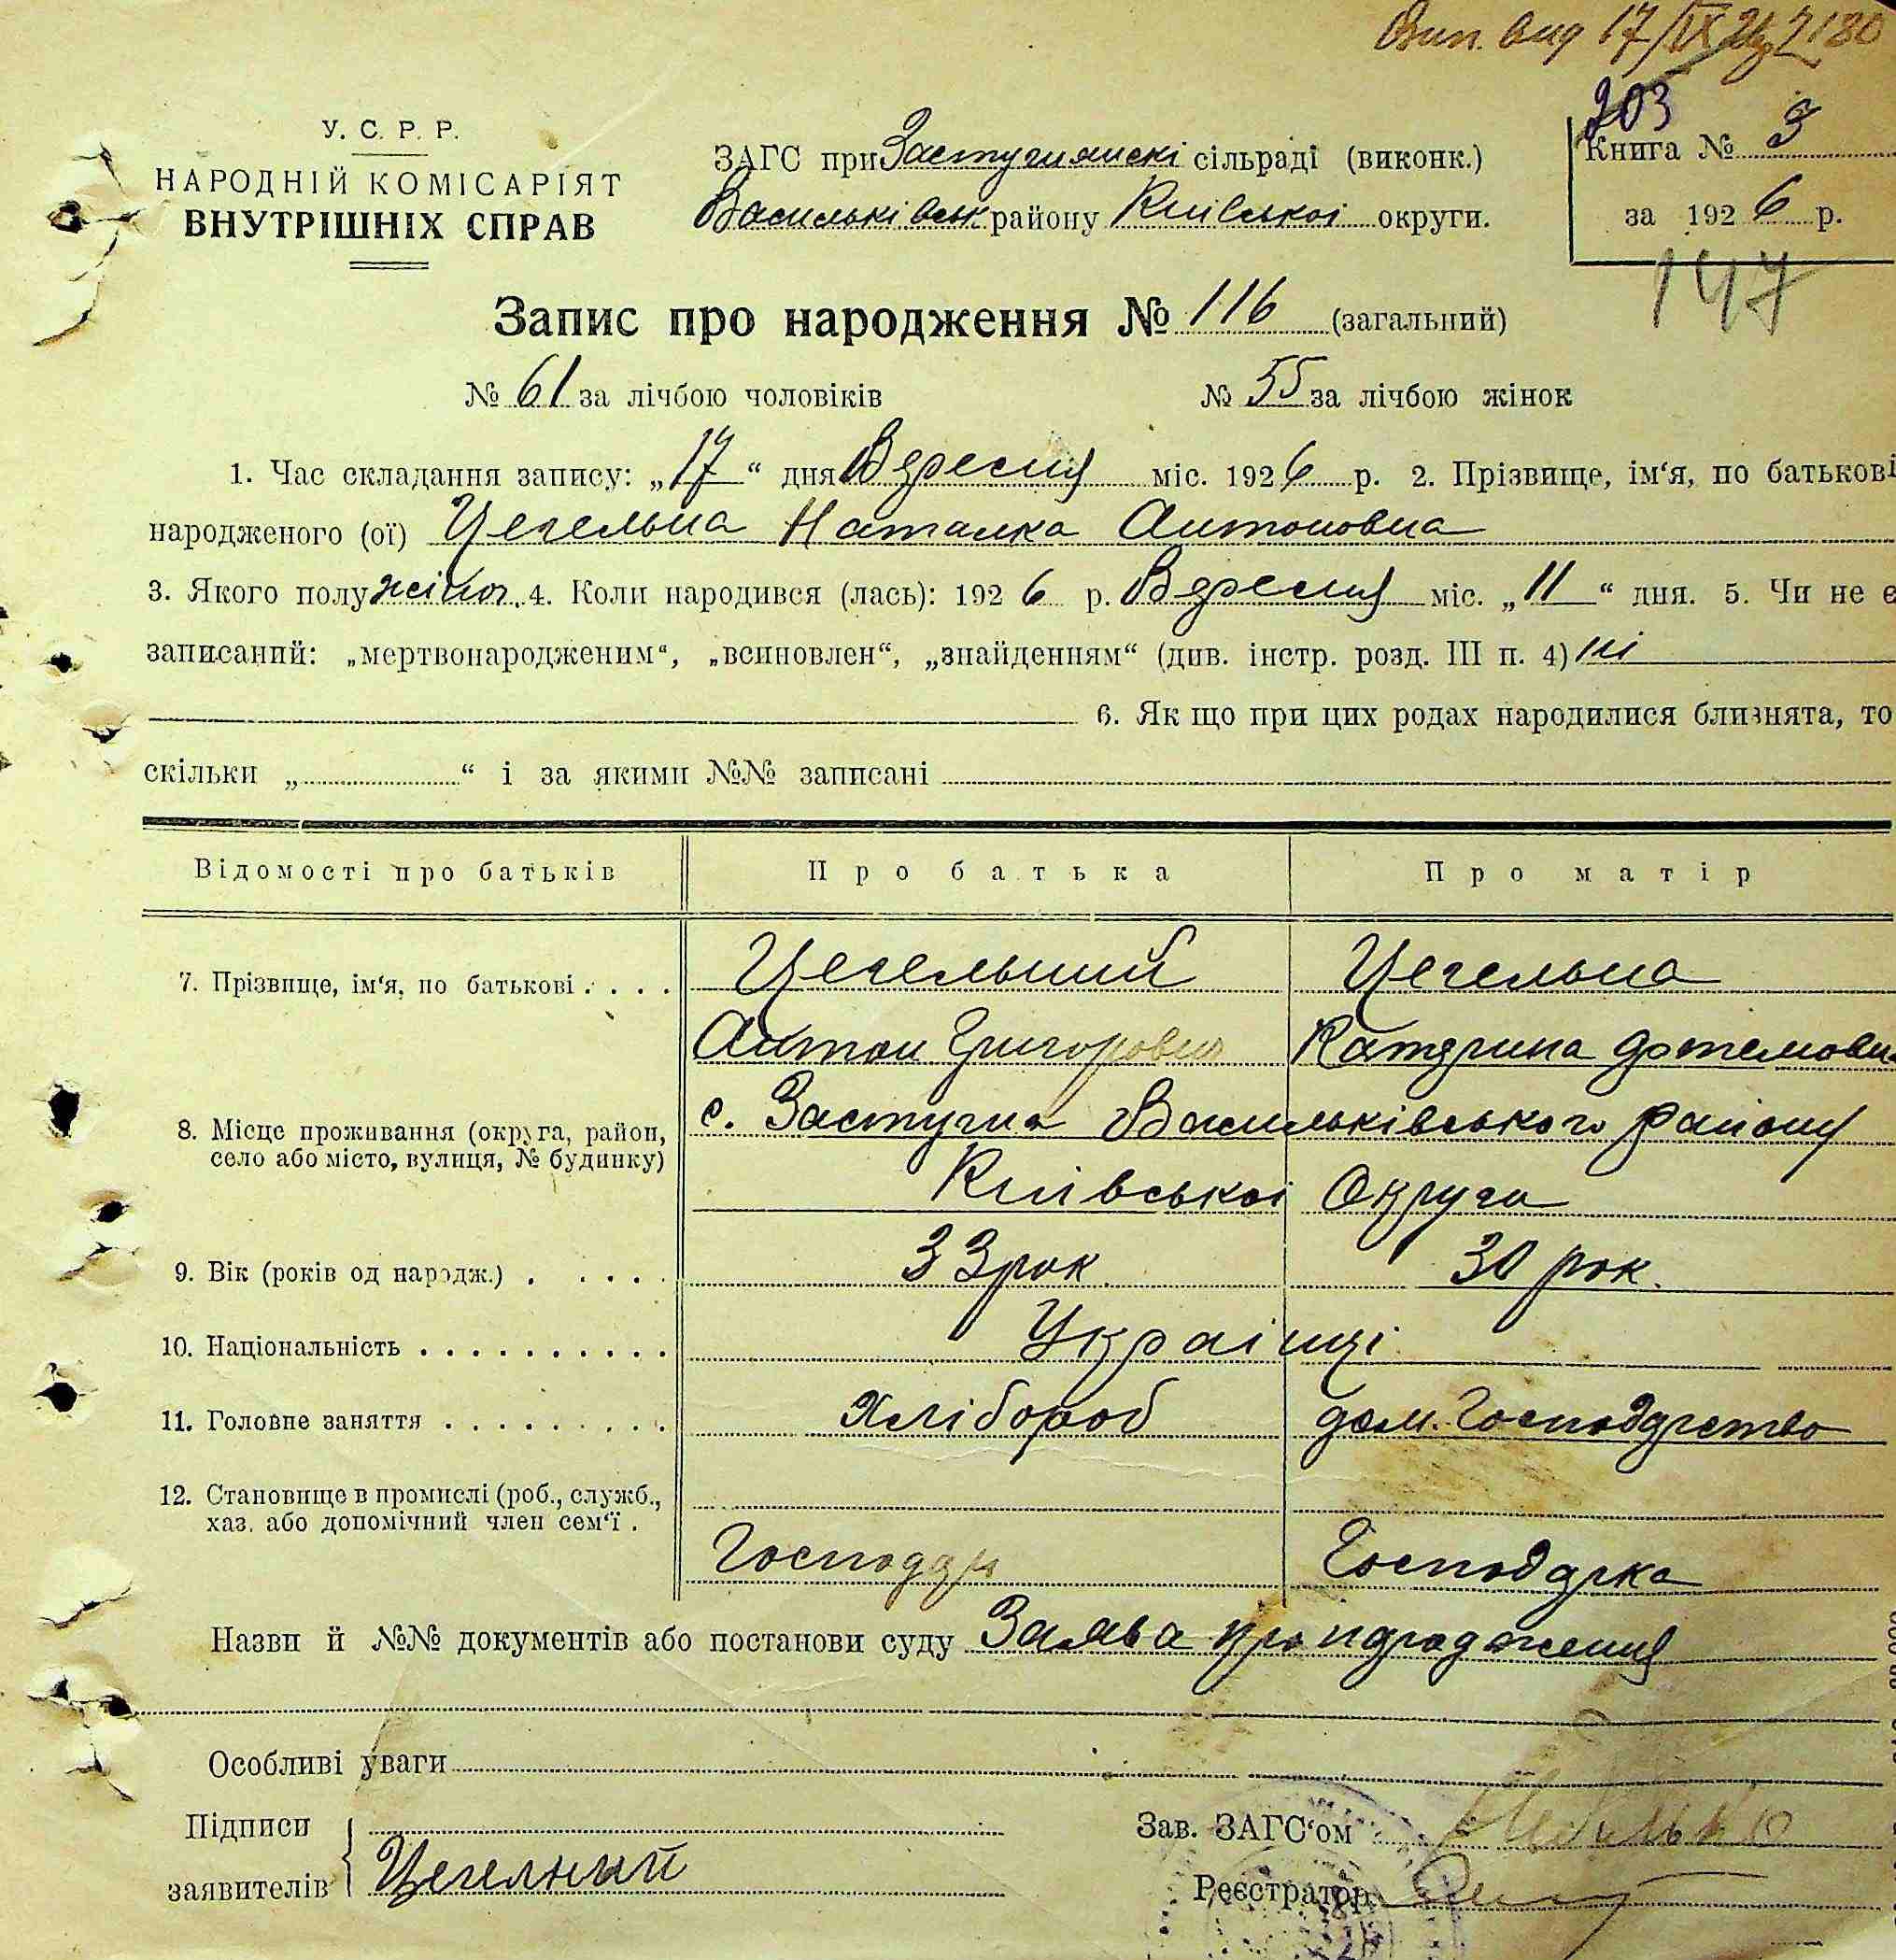 17/IX 26 р 180
203
У. С. Р. Р.
НАРОДНІЙ КОМІСАРІЯТ
ВНУТРІШНІХ СПРАВ
ЗАГС при Застугнянскі сільраді (виконк.)
Васильківськ району Київської округи.
Книга № 3
за 1926 р.
147
Запис про народження № 116 (загальний)
№ 61 за лічбою чоловіків № 55 за лічбою жінок
1. Час складання запису: „17“ дня Вересня міс. 1926 р. 2. Прізвище, ім‘я, по батькові
народженого (ої) Цегельна Наталка Антоновна
3. Якого полу жіноч. 4. Коли народився (лась): 1926 р. Вересня міс. „11“ дня. 5. Чи не є
записаний: „мертвонародженим“, „всиновлен“, „знайденням“ (див. інстр. розд. III п. 4) ні
6. Як що при цих родах народилися близнята, то
скільки „ “ і за якими №№ записані
Відомості про батьків Про батька Про матір
7. Прізвище, ім‘я, по батькові . . . . Цегельний Цегельна
Антон Григорович Катерина
8. Місце проживання (округа, район, село або місто, вулиця, № будинку) с. Застугна Васильківського району
Київської Округи
9. Вік (років од народж.) . . . . . 33 рок. 30 рок.
10. Національність . . . . . . . . . . Українці
11. Головне заняття . . . . . . . . . Хлібороб дом. Господарство
12. Становище в промислі (роб., служб.,
хаз. або допомічний член сем‘ї . Господар Господарка
Назви й №№ документів або постанови суду Заява про народження
Особливі уваги
Підписи
заявителів Цегелний
Зав. ЗАГС‘ом
Реєстратор